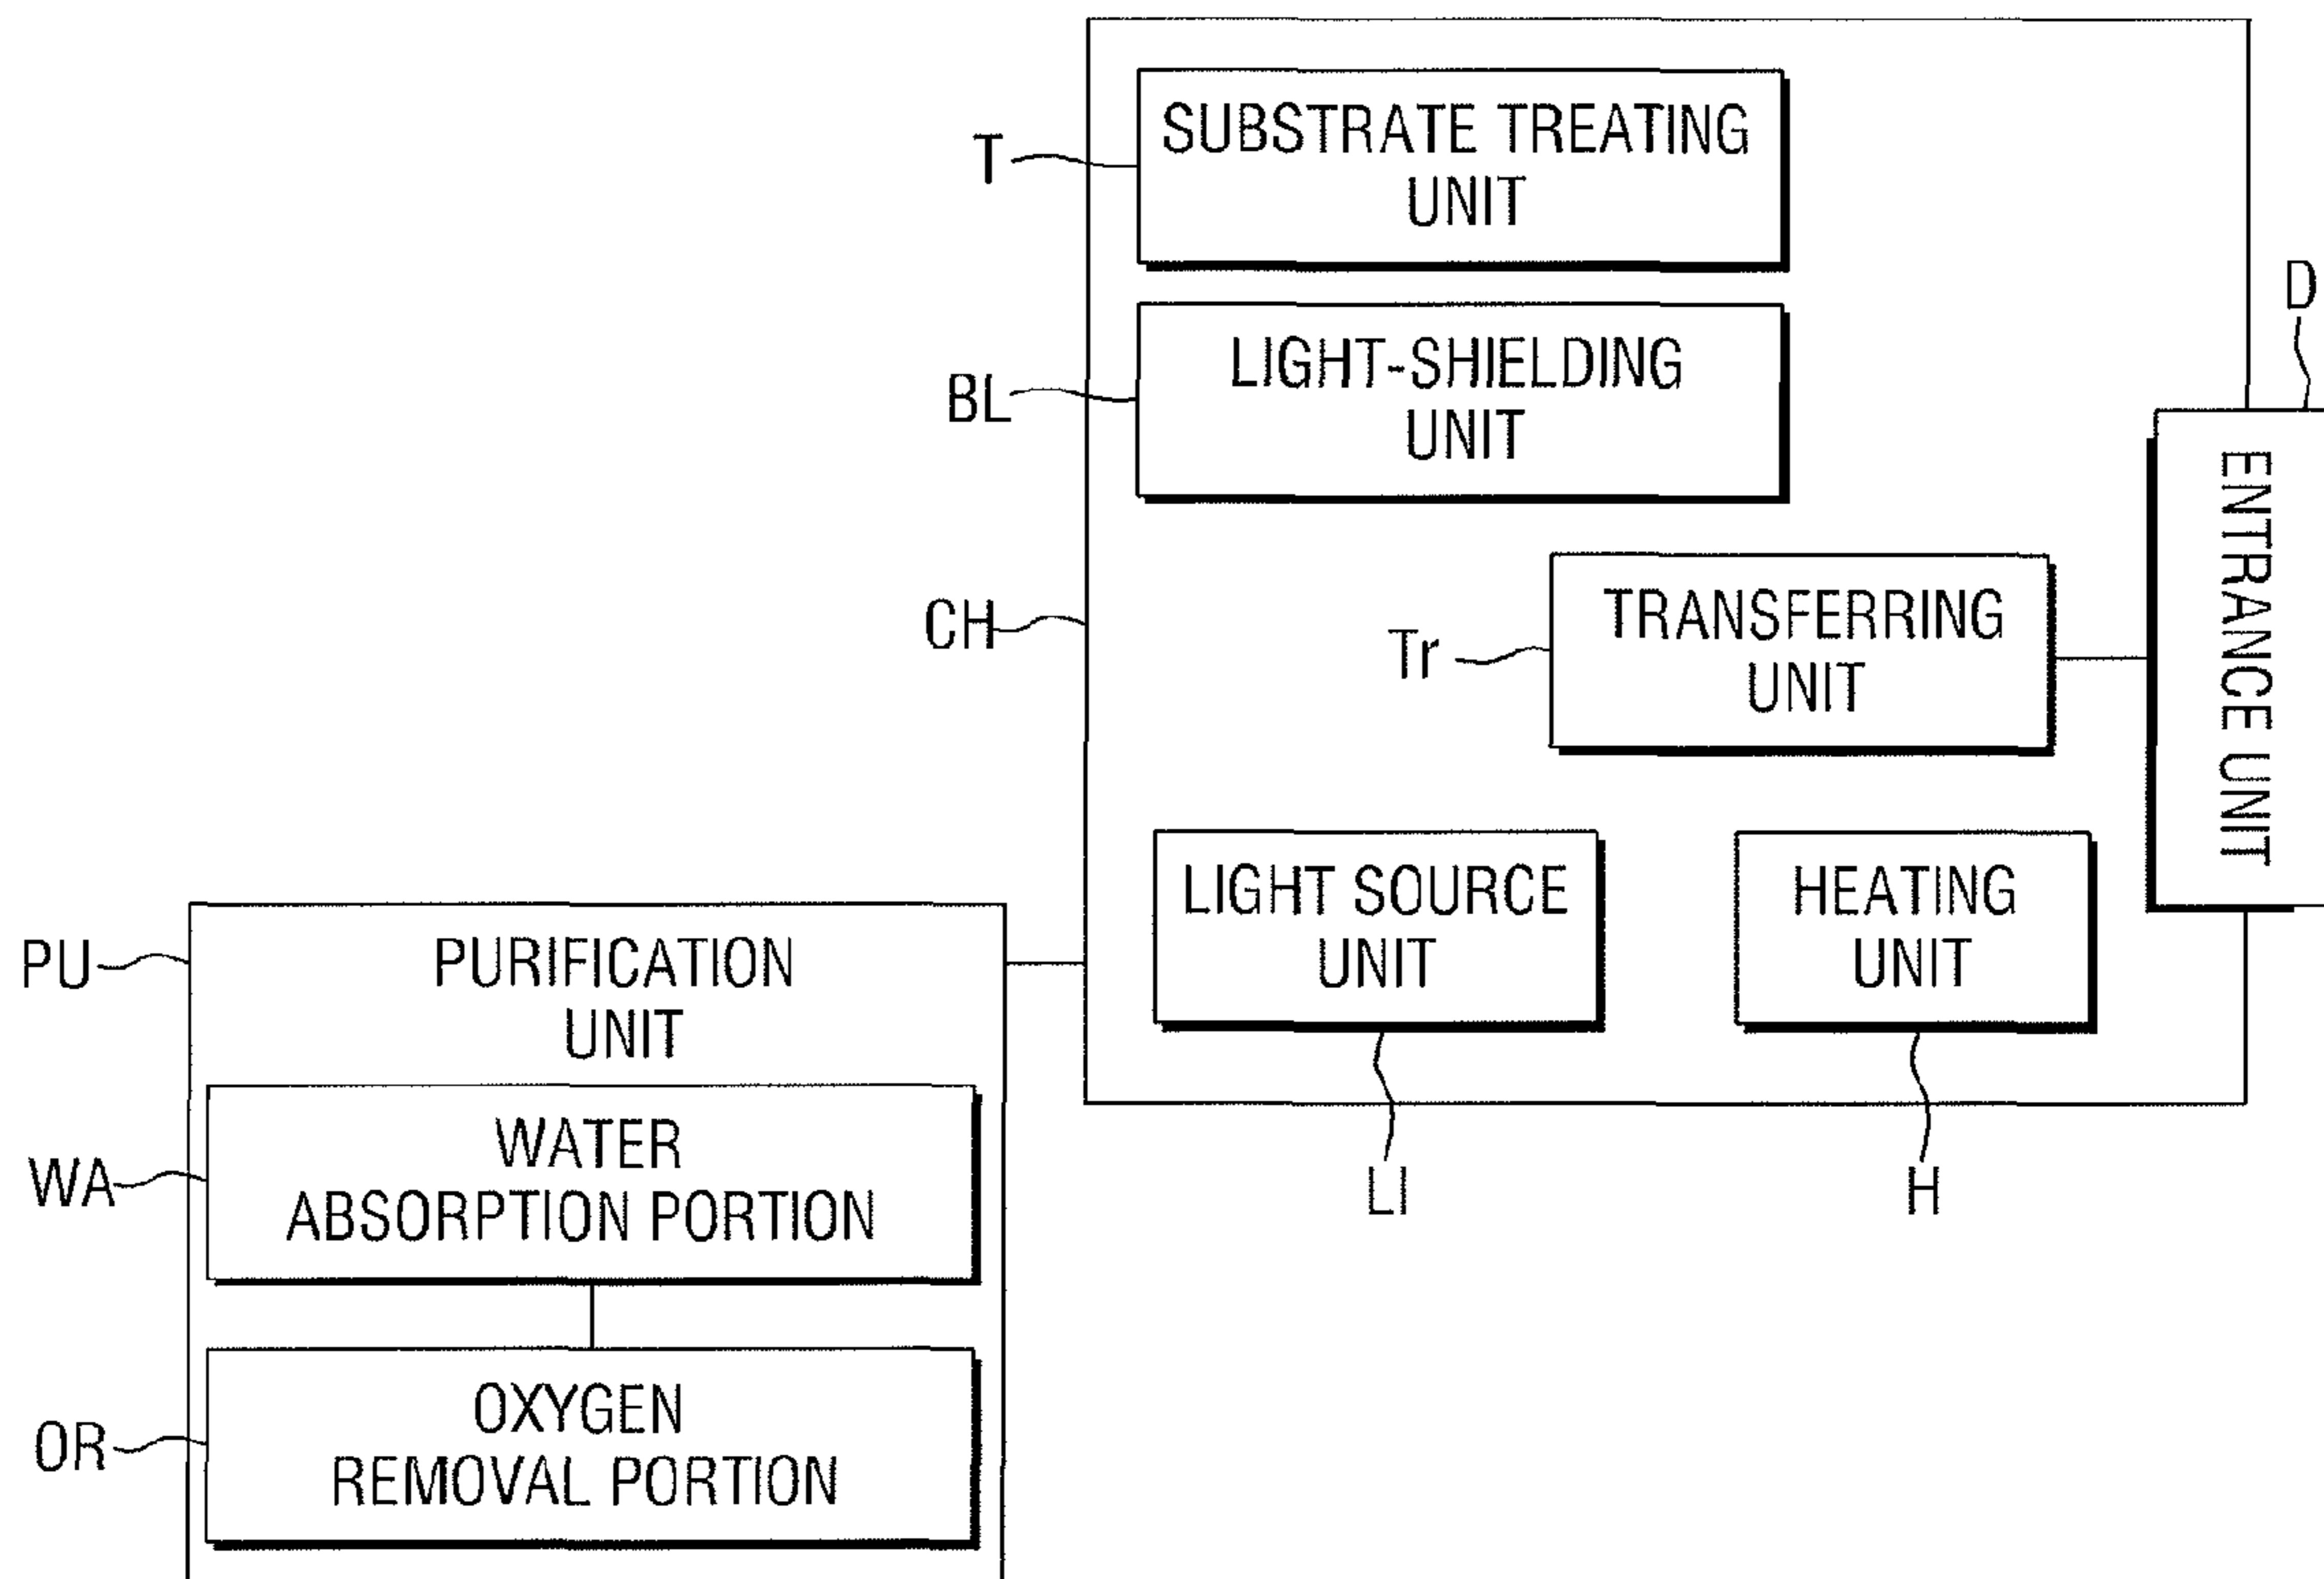 T
SUBSTRATE TREATING
UNIT
D
BL
LIGHT-SHIELDING
UNIT
ENTRANCE UNIT
CH
Tr
TRANSFERRING
UNIT
LIGHT SOURCE
UNIT
HEATING
UNIT
PU
PURIFICATION
UNIT
WA
WATER
ABSORPTION PORTION
LI
H
OR
OXYGEN
REMOVAL PORTION